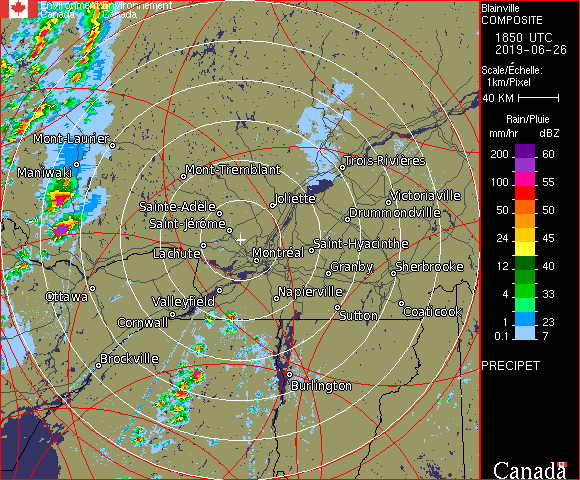 Environment Environnement
Canada Canada
Blainville
COMPOSITE
1850 UTC
2019-06-26
Scale/Échelle:
1km/Pixel
40 KM
Rain/Pluie
mm/hr dBZ
200 60
100 57
78 55
50 50
24 45
12 40
4 33
1 23
0.1 7
PRECIPET
Canada
Mont-Laurier
Maniwaki
Mont-Tremblant
Trois-Rivières
Sainte-Adèle
Joliette
Victoriaville
Saint-Jérôme
Drummondville
Lachute
Montréal
Saint-Hyacinthe
Granby
Sherbrooke
Ottawa
Valleyfield
Napierville
Cornwall
Sutton
Coaticook
Brockville
Burlington